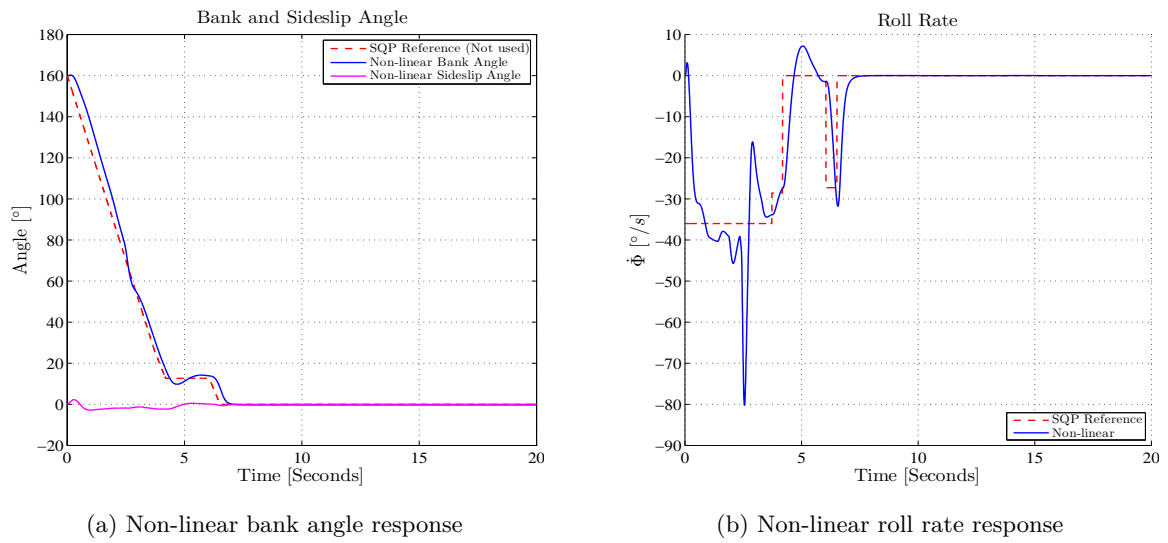 Bank and Sideslip Angle
180
160
140
120
100
80
60
40
20
0
−20
0
5
10
15
20
Angle [°]
Time [Seconds]
SQP Reference (Not used)
Non-linear Bank Angle
Non-linear Sideslip Angle
(a) Non-linear bank angle response
Roll Rate
10
0
−10
−20
−30
−40
−50
−60
−70
−80
−90
0
5
10
15
20
Φ̇ [°/s]
Time [Seconds]
SQP Reference
Non-linear
(b) Non-linear roll rate response